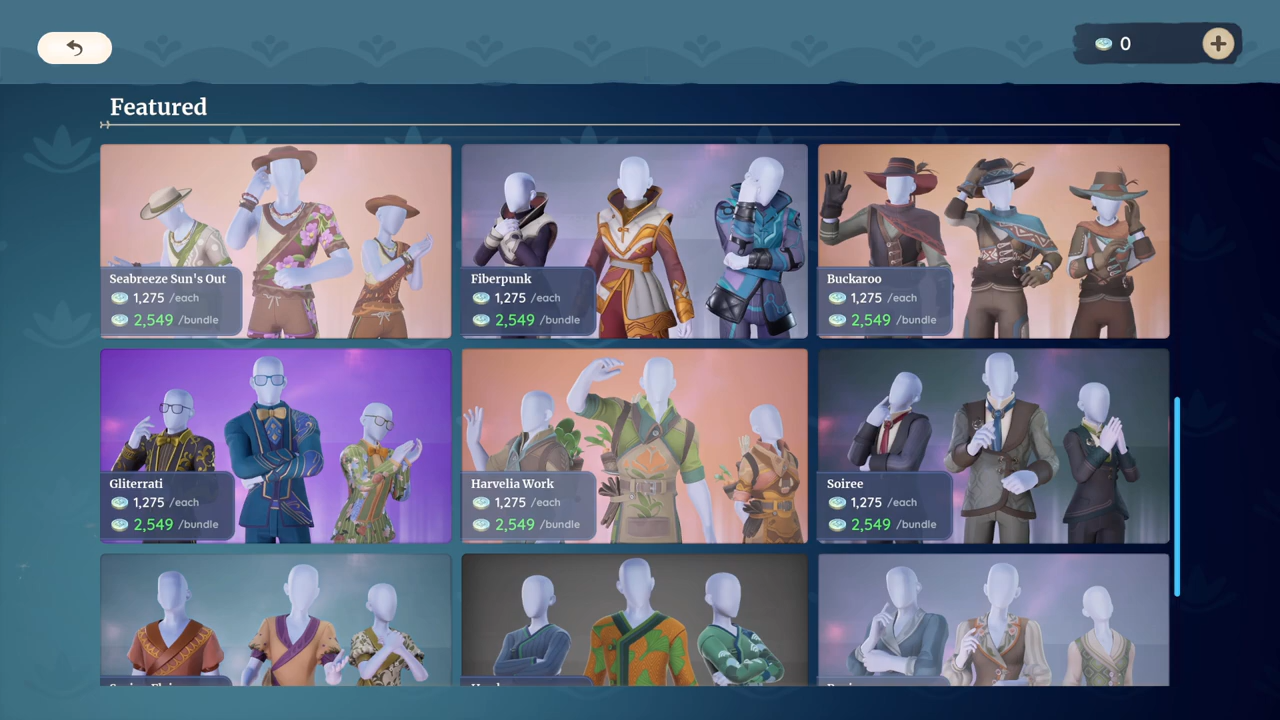 0
Featured
Seabreeze Sun's Out
1,275 /each
2,549 /bundle
Fiberpunk
1,275 /each
2,549 /bundle
Buckaroo
1,275 /each
2,549 /bundle
Gliterrati
1,275 /each
2,549 /bundle
Harvelia Work
1,275 /each
2,549 /bundle
Soiree
1,275 /each
2,549 /bundle